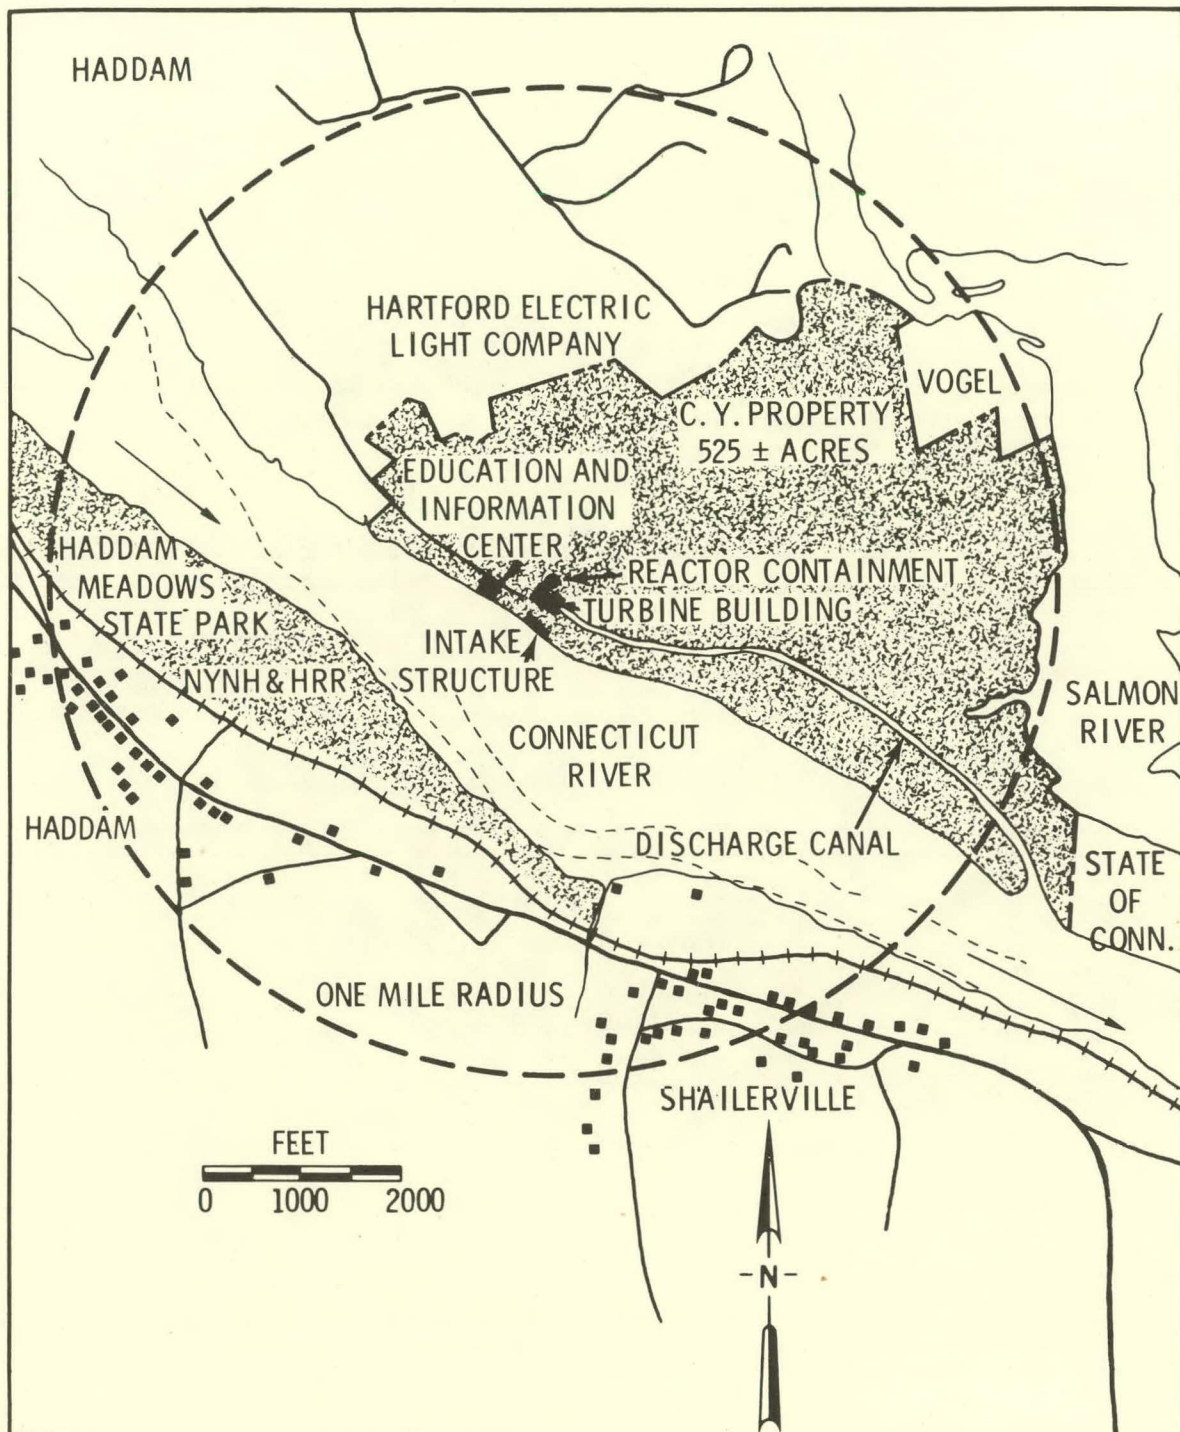 HADDAM
HARTFORD ELECTRIC
LIGHT COMPANY
VOGEL
C. Y. PROPERTY
525 ± ACRES
EDUCATION AND
INFORMATION
CENTER
HADDAM
MEADOWS
STATE PARK
REACTOR CONTAINMENT
TURBINE BUILDING
INTAKE
STRUCTURE
NYNH & HRR
SALMON
RIVER
CONNECTICUT
RIVER
HADDAM
DISCHARGE CANAL
STATE
OF
CONN.
ONE MILE RADIUS
SHAILERVILLE
FEET
0 1000 2000
-N-